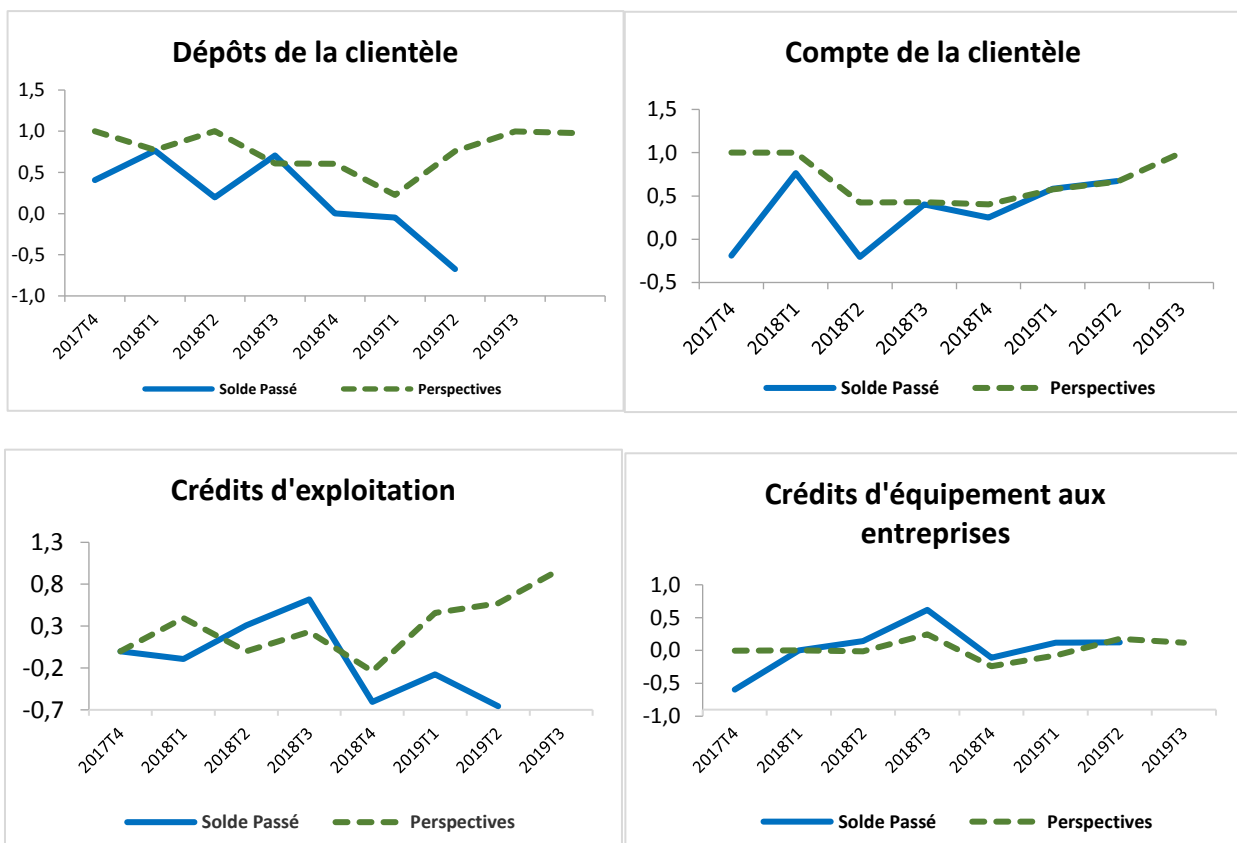 Dépôts de la clientèle
1,5
1,0
0,5
0,0
-0,5
-1,0
2017T4
2018T1
2018T2
2018T3
2018T4
2019T1
2019T2
2019T3
Solde Passé
Perspectives
Compte de la clientèle
1,5
1,0
0,5
0,0
-0,5
2017T4
2018T1
2018T2
2018T3
2018T4
2019T1
2019T2
2019T3
Solde Passé
Perspectives
Crédits d'exploitation
1,3
0,8
0,3
-0,2
-0,7
2017T4
2018T1
2018T2
2018T3
2018T4
2019T1
2019T2
2019T3
Solde Passé
Perspectives
Crédits d'équipement aux
entreprises
1,0
0,5
0,0
-0,5
-1,0
2017T4
2018T1
2018T2
2018T3
2018T4
2019T1
2019T2
2019T3
Solde Passé
Perspectives